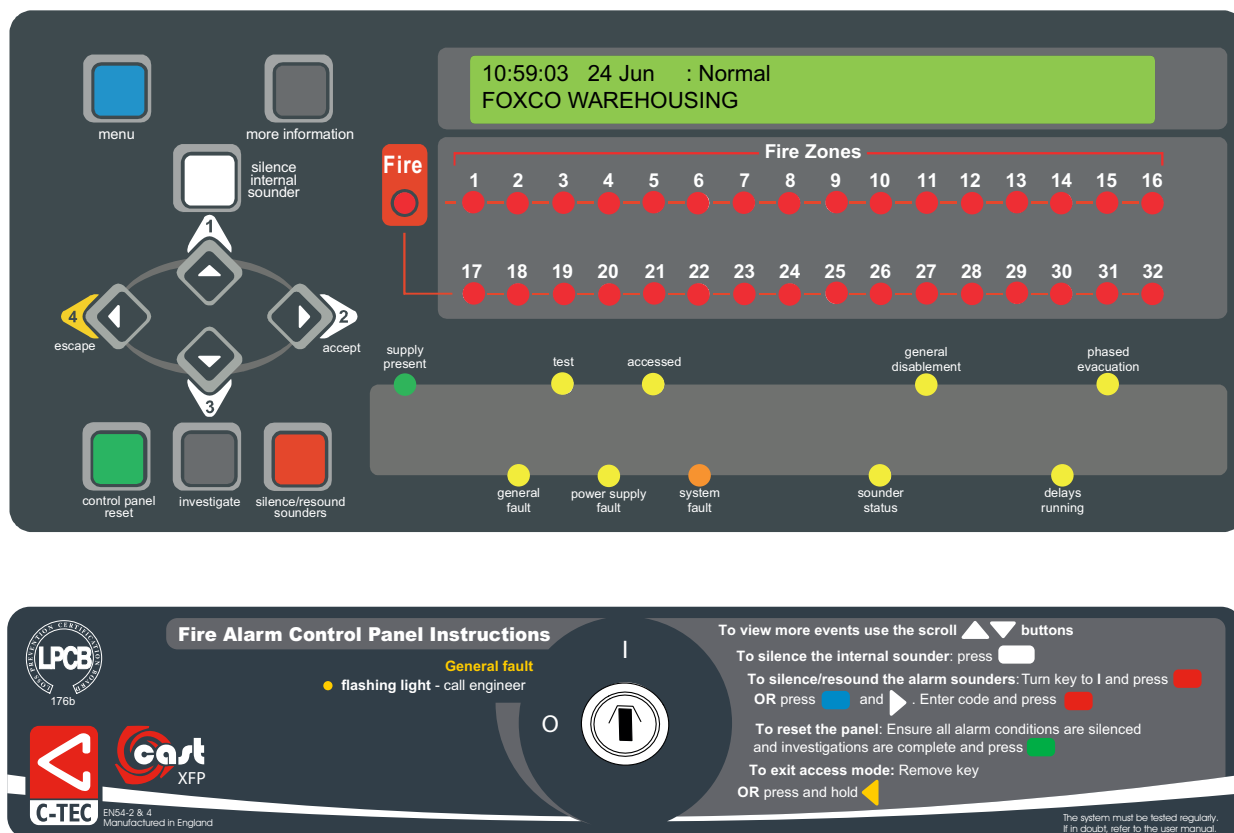 10:59:03 24 Jun : Normal
FOXCO WAREHOUSING
menu
more information
silence
internal
sounder
1
4
2
escape
accept
3
control panel
reset
investigate
silence/resound
sounders
Fire
Fire Zones
1 2 3 4 5 6 7 8 9 10 11 12 13 14 15 16
17 18 19 20 21 22 23 24 25 26 27 28 29 30 31 32
supply
present
test
accessed
general
disablement
phased
evacuation
general
fault
power supply
fault
system
fault
sounder
status
delays
running
LOSS PREVENTION CERTIFICATION BOARD
LPCB
176b
Fire Alarm Control Panel Instructions
General fault
flashing light - call engineer
I
O
To view more events use the scroll buttons
To silence the internal sounder: press
To silence/resound the alarm sounders: Turn key to I and press
OR press and . Enter code and press
To reset the panel: Ensure all alarm conditions are silenced
and investigations are complete and press
To exit access mode: Remove key
OR press and hold
C-TEC
cast
XFP
EN54-2 & 4
Manufactured in England
The system must be tested regularly.
If in doubt, refer to the user manual.